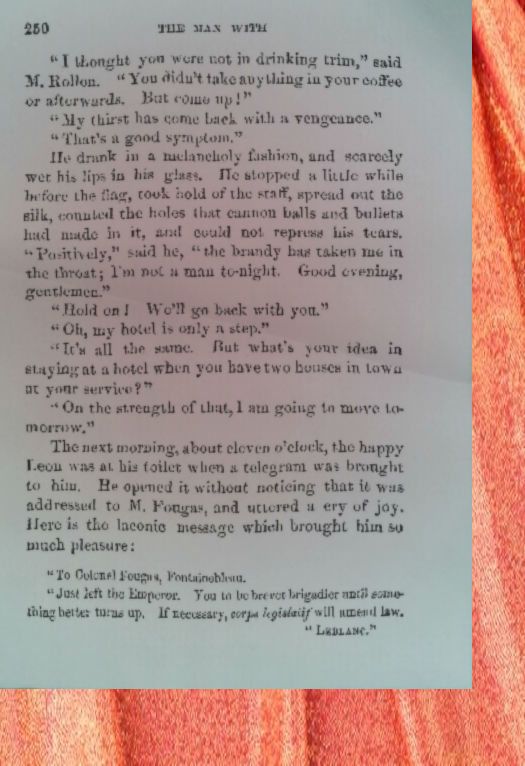 250 THE MAN WITH
“I thought you were not in drinking trim,” said
M. Rollon. “You didn’t take anything in your coffee
or afterwards. But come up!”
“My thirst has come back with a vengeance.”
“That’s a good symptom.”
He drank in a melancholy fashion, and scarcely
wet his lips in his glass. He stopped a little while
before the flag, took hold of the staff, spread out the
silk, counted the holes that cannon balls and bullets
had made in it, and could not repress his tears.
“Positively,” said he, “the brandy has taken me in
the throat; I’m not a man to-night. Good evening,
gentlemen.”
“Hold on! We’ll go back with you.”
“Oh, my hotel is only a step.”
“It’s all the same. But what’s your idea in
staying at a hotel when you have two houses in town
at your service?”
“On the strength of that, I am going to move to-
morrow.”
The next morning, about eleven o’clock, the happy
Leon was at his toilet when a telegram was brought
to him. He opened it without noticing that it was
addressed to M. Fougas, and uttered a cry of joy.
Here is the laconic message which brought him so
much pleasure:
“To Colonel Fougas, Fontainebleau.
“Just left the Emperor. You to be brevet brigadier until some-
thing better turns up. If necessary, corps legislatif will amend law.
“LEBLANC.”